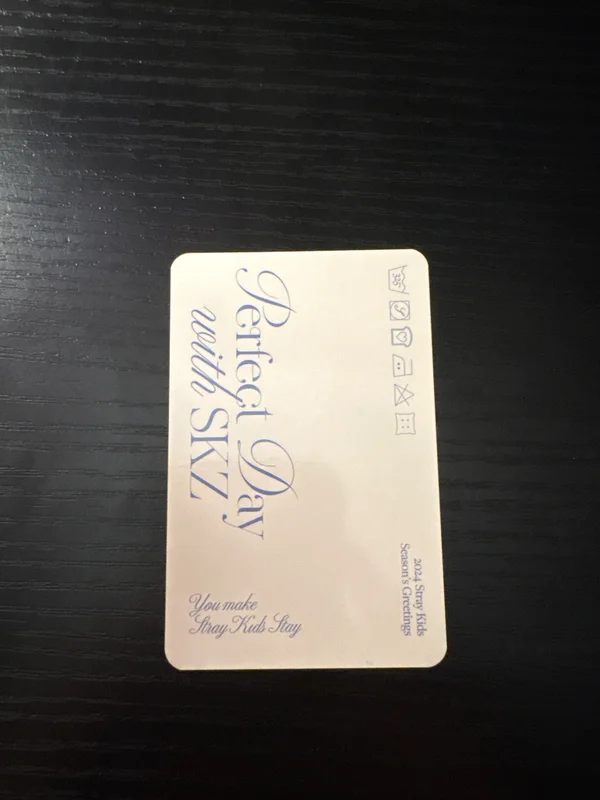 Perfect Day
with SKZ
2024 Stray Kids
Season's Greetings
You make
Stray Kids Stay